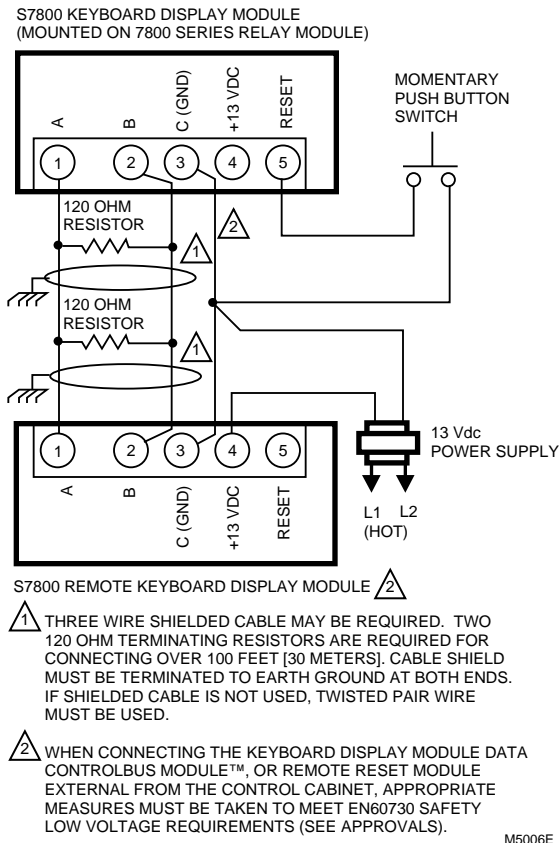 S7800 KEYBOARD DISPLAY MODULE
(MOUNTED ON 7800 SERIES RELAY MODULE)
MOMENTARY
PUSH BUTTON
SWITCH
A
B
C (GND)
+13 VDC
RESET
1
2
3
4
5
120 OHM
RESISTOR
1
2
120 OHM
RESISTOR
1
1
2
3
4
5
A
B
C (GND)
+13 VDC
RESET
13 Vdc
POWER SUPPLY
L1
(HOT)
L2
S7800 REMOTE KEYBOARD DISPLAY MODULE 2
1 THREE WIRE SHIELDED CABLE MAY BE REQUIRED. TWO
120 OHM TERMINATING RESISTORS ARE REQUIRED FOR
CONNECTING OVER 100 FEET [30 METERS]. CABLE SHIELD
MUST BE TERMINATED TO EARTH GROUND AT BOTH ENDS.
IF SHIELDED CABLE IS NOT USED, TWISTED PAIR WIRE
MUST BE USED.
2 WHEN CONNECTING THE KEYBOARD DISPLAY MODULE DATA
CONTROLBUS MODULE™, OR REMOTE RESET MODULE
EXTERNAL FROM THE CONTROL CABINET, APPROPRIATE
MEASURES MUST BE TAKEN TO MEET EN60730 SAFETY
LOW VOLTAGE REQUIREMENTS (SEE APPROVALS).
M5006E